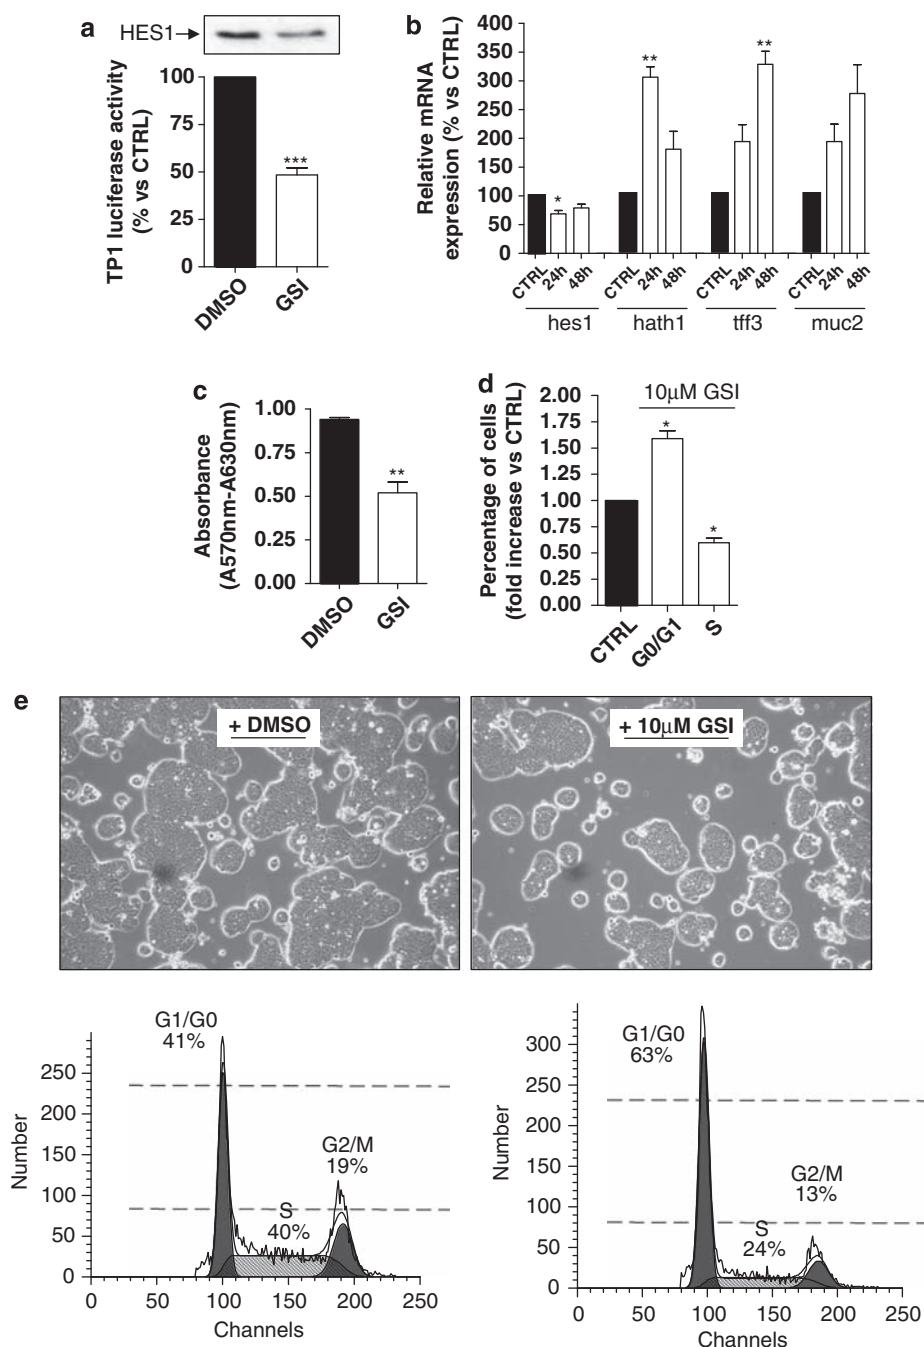 a
HES1
TP1 luciferase activity
(% vs CTRL)
100
75
50
25
0
***
DMSO
GSI
b
Relative mRNA
expression (% vs CTRL)
400
350
300
250
200
150
100
50
0
*
**
**
CTRL 24h 48h CTRL 24h 48h CTRL 24h 48h CTRL 24h 48h
hes1 hath1 tff3 muc2
c
Absorbance
(A570nm-A630nm)
1.00
0.75
0.50
0.25
0.00
**
DMSO
GSI
d
Percentage of cells
(fold increase vs CTRL)
10μM GSI
2.00
1.75
1.50
1.25
1.00
0.75
0.50
0.25
0.00
*
*
CTRL
G0/G1
S
e
+ DMSO
+ 10μM GSI
Number
250
200
150
100
50
0
G1/G0
41%
G2/M
19%
S
40%
0 50 100 150 200 250
Channels
Number
300
250
200
150
100
50
0
G1/G0
63%
G2/M
13%
S
24%
0 50 100 150 200 250
Channels